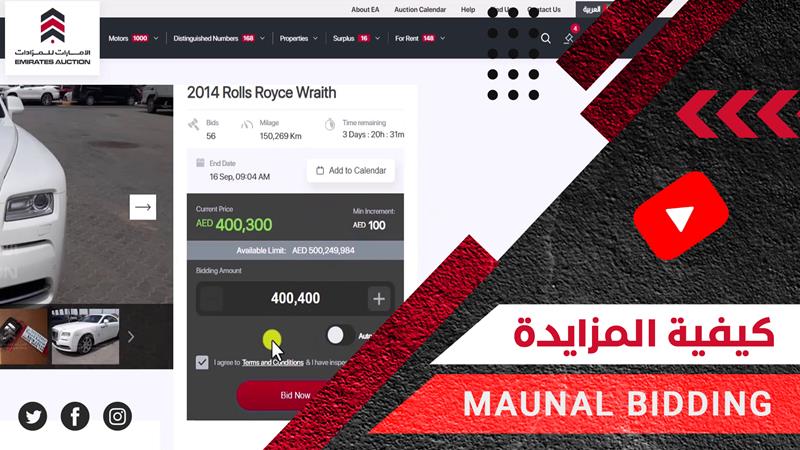 About EA Auction Calendar Help Contact Us العربية
الإمارات للمزادات
EMIRATES AUCTION
Motors 1000 Distinguished Numbers 168 Properties Surplus 16 For Rent 148 4
2014 Rolls Royce Wraith
Bids Milage Time remaining
56 150,269 Km 3 Days : 20h : 31m
End Date
16 Sep, 09:04 AM
Add to Calendar
Current Price Min Increment:
AED 400,300 AED 100
Available Limit: AED 500,249,984
Bidding Amount
400,400 +
Auto
I agree to Terms and Conditions & I have
Bid Now
كيفية المزايدة
MAUNAL BIDDING